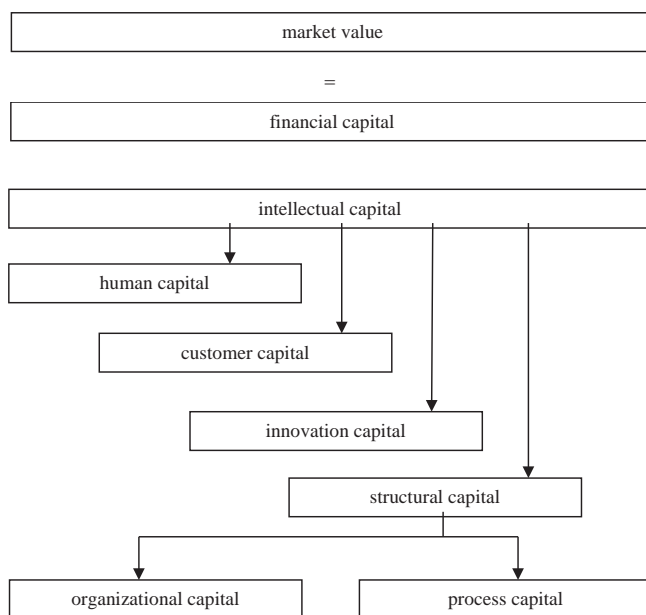 market value
=
financial capital
intellectual capital
human capital
customer capital
innovation capital
structural capital
organizational capital
process capital